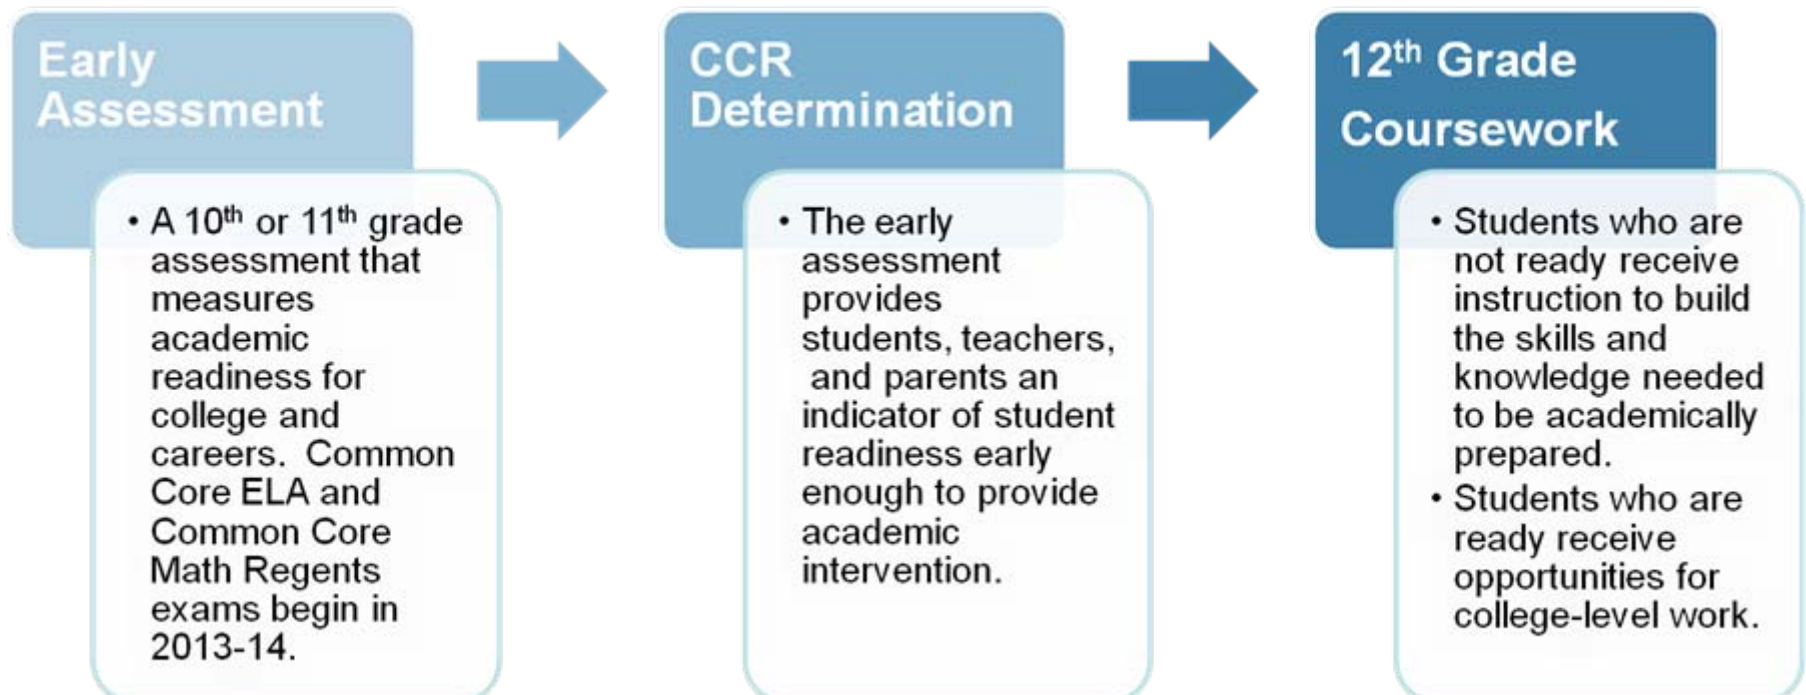 Early
Assessment
• A 10th or 11th grade
assessment that
measures
academic
readiness for
college and
careers.  Common
Core ELA and
Common Core
Math Regents
exams begin in
2013-14.
CCR
Determination
• The early
assessment
provides
students, teachers,
and parents an
indicator of student
readiness early
enough to provide
academic
intervention.
12th Grade
Coursework
• Students who are
not ready receive
instruction to build
the skills and
knowledge needed
to be academically
prepared.
• Students who are
ready receive
opportunities for
college-level work.